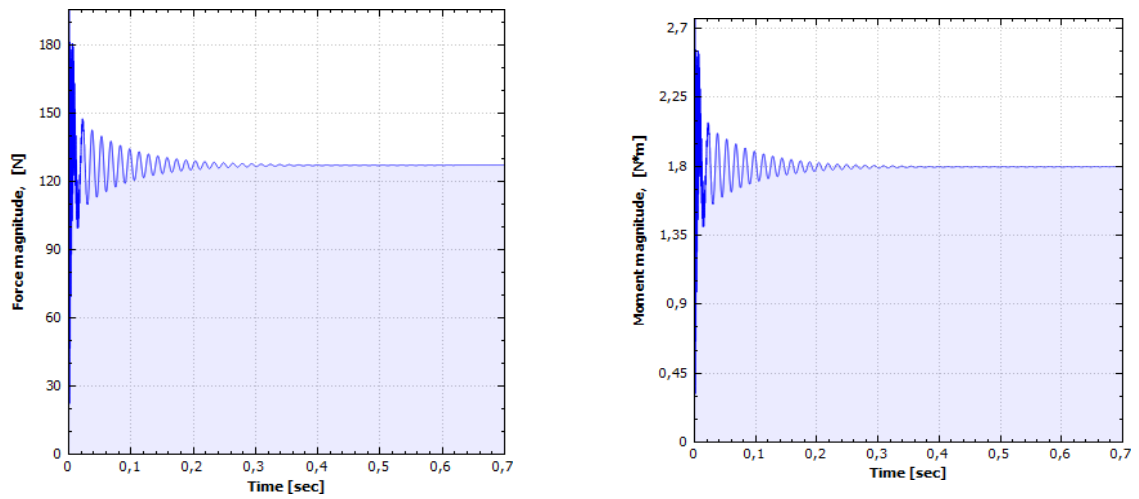 Force magnitude, [N]
180
150
120
90
60
30
0
0 0,1 0,2 0,3 0,4 0,5 0,6 0,7
Time [sec]
Moment magnitude, [N*m]
2,7
2,25
1,8
1,35
0,9
0,45
0
0 0,1 0,2 0,3 0,4 0,5 0,6 0,7
Time [sec]